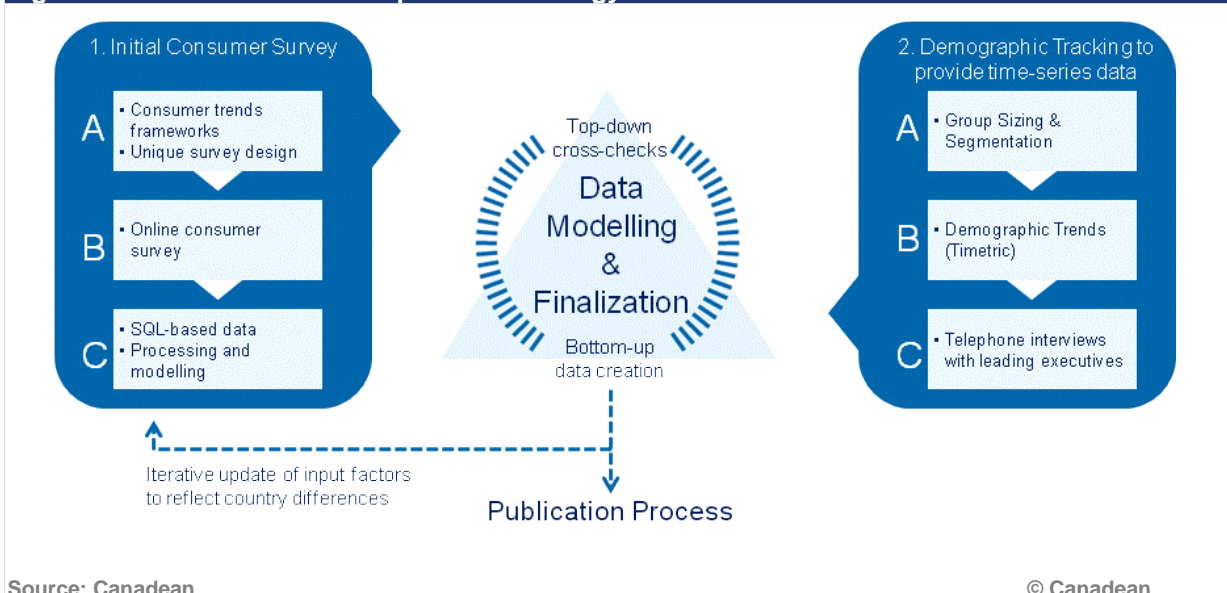 1. Initial Consumer Survey
A
▪ Consumer trends
frameworks
▪ Unique survey design
B
▪ Online consumer
survey
C
▪ SQL-based data
▪ Processing and
modelling
Top-down
cross-checks
Data
Modelling
&
Finalization
Bottom-up
data creation
2. Demographic Tracking to
provide time-series data
A
▪ Group Sizing &
Segmentation
B
▪ Demographic Trends
(Timetric)
C
▪ Telephone interviews
with leading executives
Iterative update of input factors
to reflect country differences
Publication Process
Source: Canadean
© Canadean